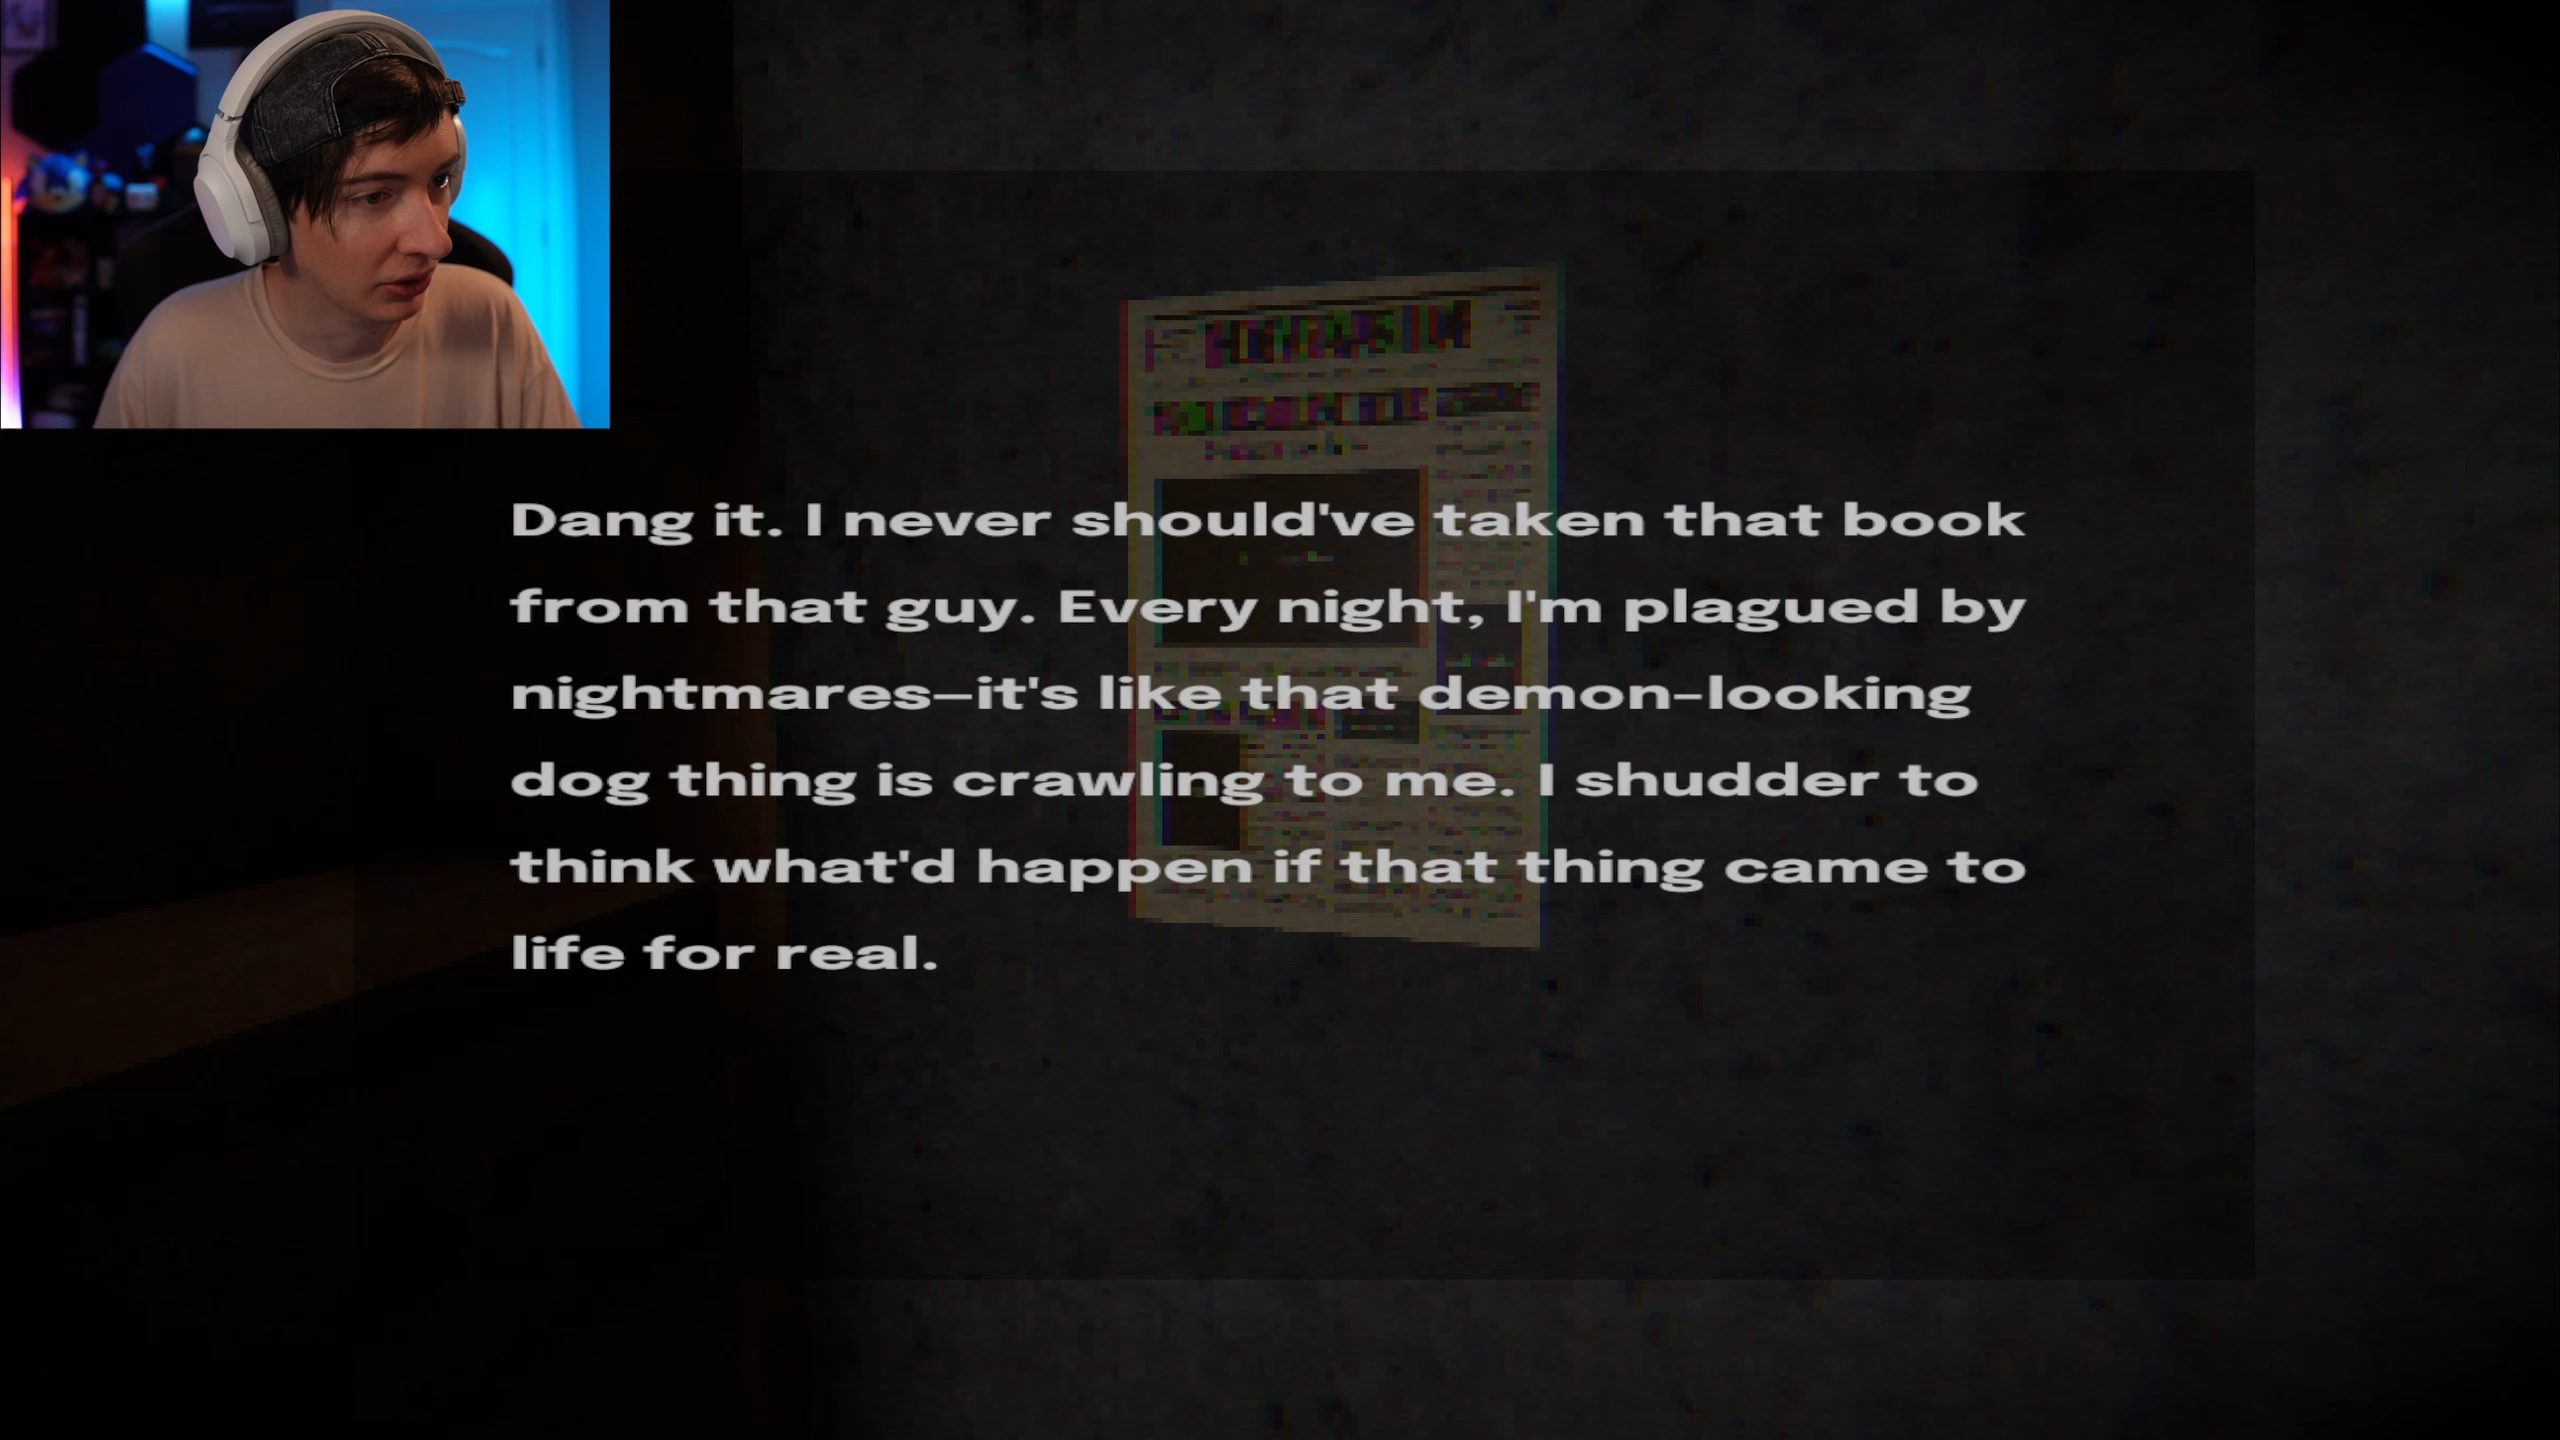 Dang it. I never should've taken that book
from that guy. Every night, I'm plagued by
nightmares—it's like that demon-looking
dog thing is crawling to me. I shudder to
think what'd happen if that thing came to
life for real.